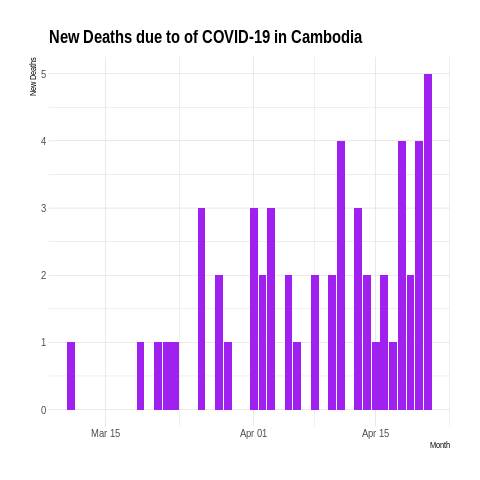 New Deaths due to of COVID-19 in Cambodia
New Deaths
5
4
3
2
1
0
Mar 15
Apr 01
Apr 15
Month